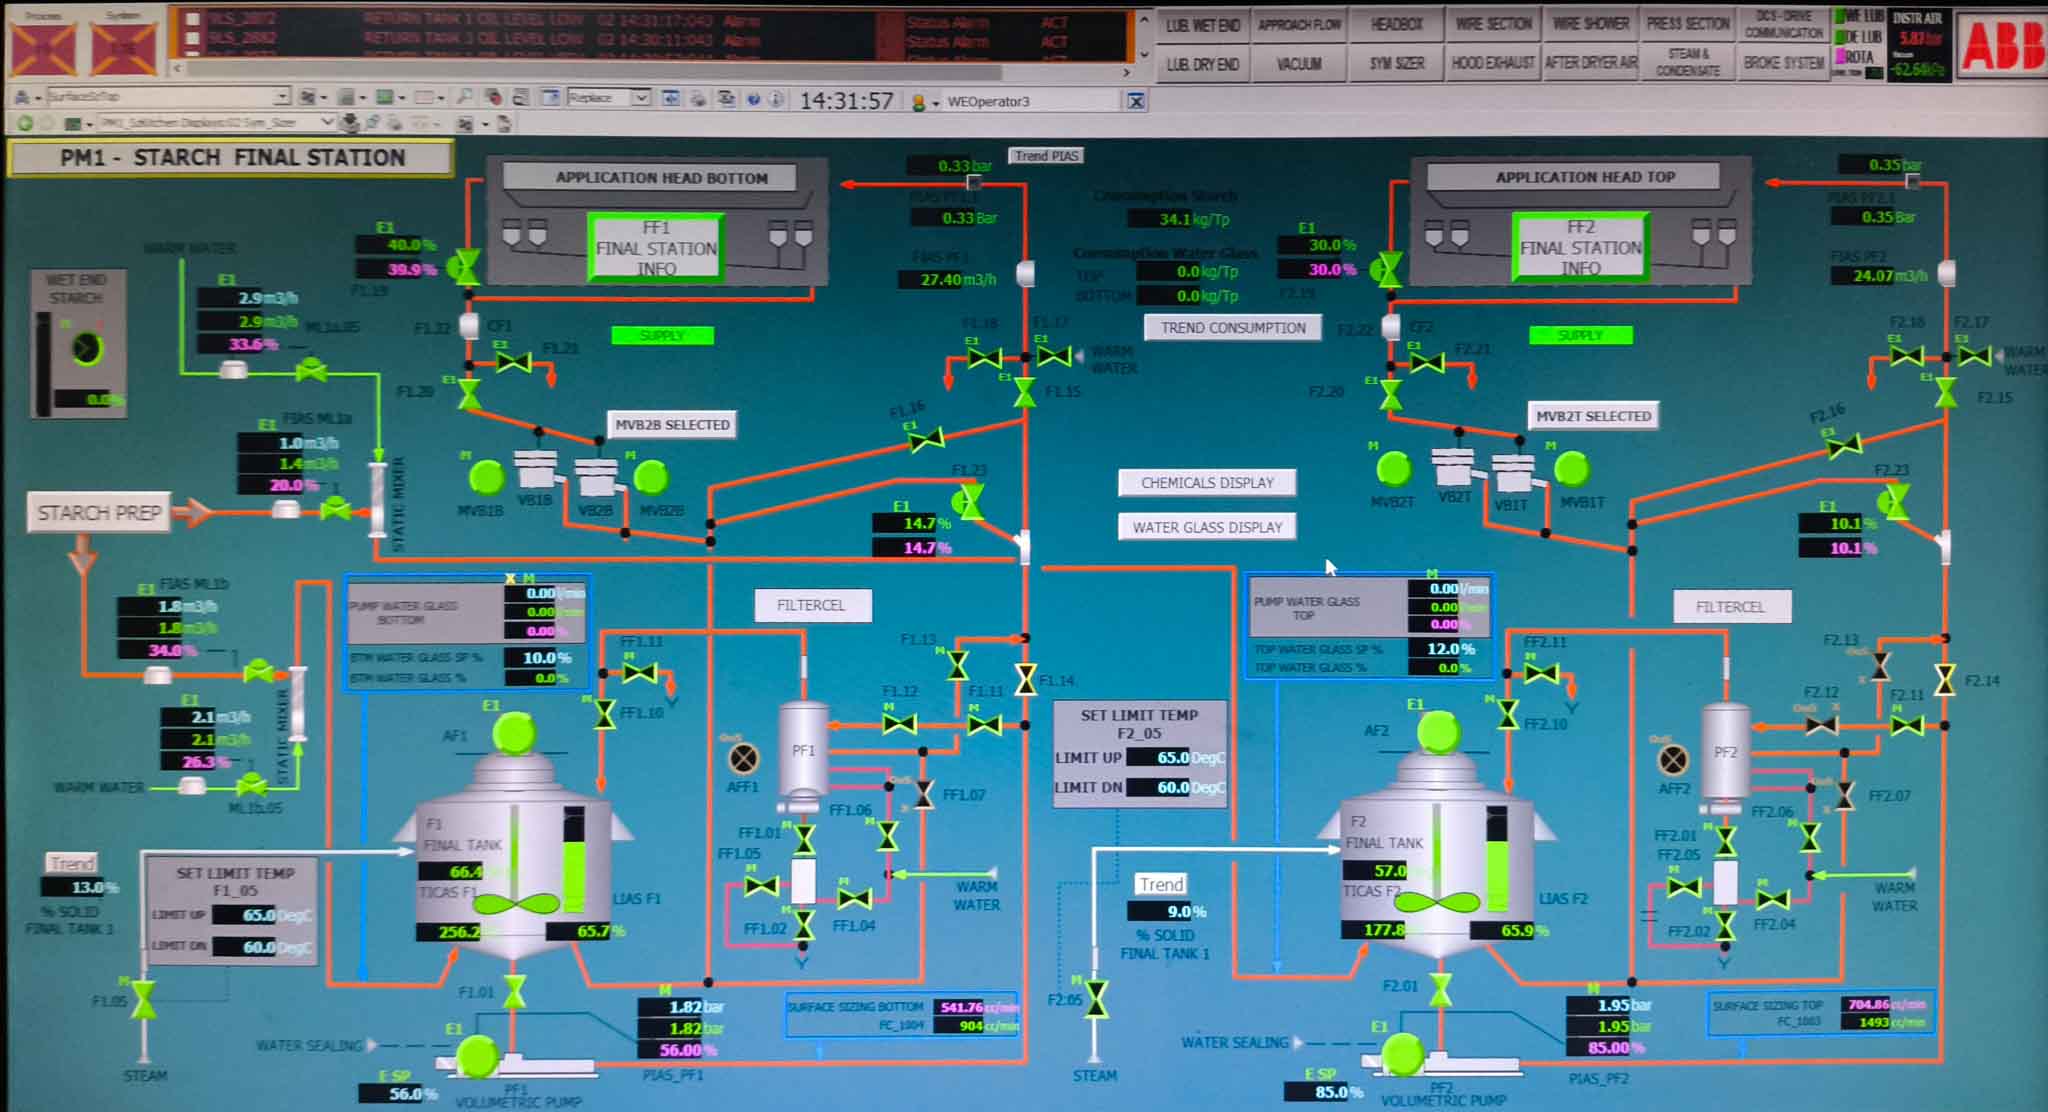 Process
System
9LS_2872 RETURN TANK 1 OIL LEVEL LOW 02 14:31:17:043 Alarm Status Alarm ACT
9LS_2882 RETURN TANK 3 OIL LEVEL LOW 02 14:30:11:043 Alarm Status Alarm ACT
LUB. WET END
APPROACH FLOW
HEADBOX
WIRE SECTION
WIRE SHOWER
PRESS SECTION
DCS - DRIVE COMMUNICATION
LUB. DRY END
VACUUM
SYM SIZER
HOOD EXHAUST
AFTER DRYER AIR
STEAM & CONDENSATE
BROKE SYSTEM
WE LUB
DE LUB
ROTA
INSTR AIR
5.87 bar
Vacuum
-62.64 kPa
ABB
SurfaceSzTop
Replace
14:31:57
WEOperator3
PM1 - STARCH FINAL STATION
APPLICATION HEAD BOTTOM
FF1
FINAL STATION
INFO
0.33 bar
Trend PIAS
PIAS PF1.1
0.33 Bar
FIAS PF1
27.40 m3/h
Consumption Starch
34.1 kg/Tp
Consumption Water Glass
TOP 0.0 kg/Tp
BOTTOM 0.0 kg/Tp
TREND CONSUMPTION
APPLICATION HEAD TOP
FF2
FINAL STATION
INFO
0.35 bar
PIAS PF2.1
0.35 Bar
FIAS PF2
24.07 m3/h
WARM WATER
WET END
STARCH
0.0%
E1
2.9 m3/h
2.9 m3/h
33.6%
ML1a.05
E1
40.0%
39.9%
F1.19
F1.22
CF1
SUPPLY
F1.21
F1.20
F1.18
F1.17
WARM
WATER
F1.15
F1.16
E1
30.0%
30.0%
F2.19
F2.22
CF2
SUPPLY
F2.21
F2.20
F2.18
F2.17
WARM
WATER
F2.15
F2.16
FIAS ML1a
E1
1.0 m3/h
1.4 m3/h
20.0%
STARCH PREP
STATIC MIXER
MVB2B SELECTED
MVB1B
VB1B
VB2B
MVB2B
F1.23
E1
14.7%
14.7%
CHEMICALS DISPLAY
WATER GLASS DISPLAY
MVB2T SELECTED
MVB2T
VB2T
VB1T
MVB1T
F2.23
E1
10.1%
10.1%
FIAS ML1b
E1
1.8 m3/h
1.8 m3/h
34.0%
E1
2.1 m3/h
2.1 m3/h
26.3%
STATIC MIXER
WARM WATER
ML1b.05
X M
PUMP WATER GLASS
BOTTOM
0.00 l/min
0.00 l/min
0.00%
BTM WATER GLASS SP % 10.0%
BTM WATER GLASS % 0.0%
FILTERCEL
FF1.11
FF1.10
F1.13
F1.12
F1.11
F1.14
PF1
OoS
AFF1
FF1.07
FF1.06
FF1.01
FF1.05
FF1.04
FF1.02
WARM
WATER
M
PUMP WATER GLASS
TOP
0.00 l/min
0.00 l/min
0.00%
TOP WATER GLASS SP % 12.0%
TOP WATER GLASS % 0.0%
FILTERCEL
FF2.11
FF2.10
F2.13
F2.12
F2.11
F2.14
PF2
OoS
AFF2
FF2.07
FF2.06
FF2.01
FF2.05
FF2.04
FF2.02
WARM
WATER
SET LIMIT TEMP
F2_05
LIMIT UP 65.0 DegC
LIMIT DN 60.0 DegC
E1
AF1
F1
FINAL TANK
66.4
TICAS F1
256.2
LIAS F1
65.7%
E1
AF2
F2
FINAL TANK
57.0
TICAS F2
177.8
LIAS F2
65.9%
Trend
13.0%
% SOLID
FINAL TANK 1
SET LIMIT TEMP
F1_05
LIMIT UP 65.0 DegC
LIMIT DN 60.0 DegC
M
F1.05
STEAM
Trend
9.0%
% SOLID
FINAL TANK 1
M
F2.05
STEAM
F1.01
WATER SEALING
E1
E SP
56.0%
PF1
VOLUMETRIC PUMP
M
1.82 bar
1.82 bar
56.00%
PIAS_PF1
SURFACE SIZING BOTTOM 541.76 cc/min
FC_1004 904 cc/min
F2.01
WATER SEALING
E1
E SP
85.0%
PF2
VOLUMETRIC PUMP
M
1.95 bar
1.95 bar
85.00%
PIAS_PF2
SURFACE SIZING TOP 704.86 cc/min
FC_1003 1493 cc/min